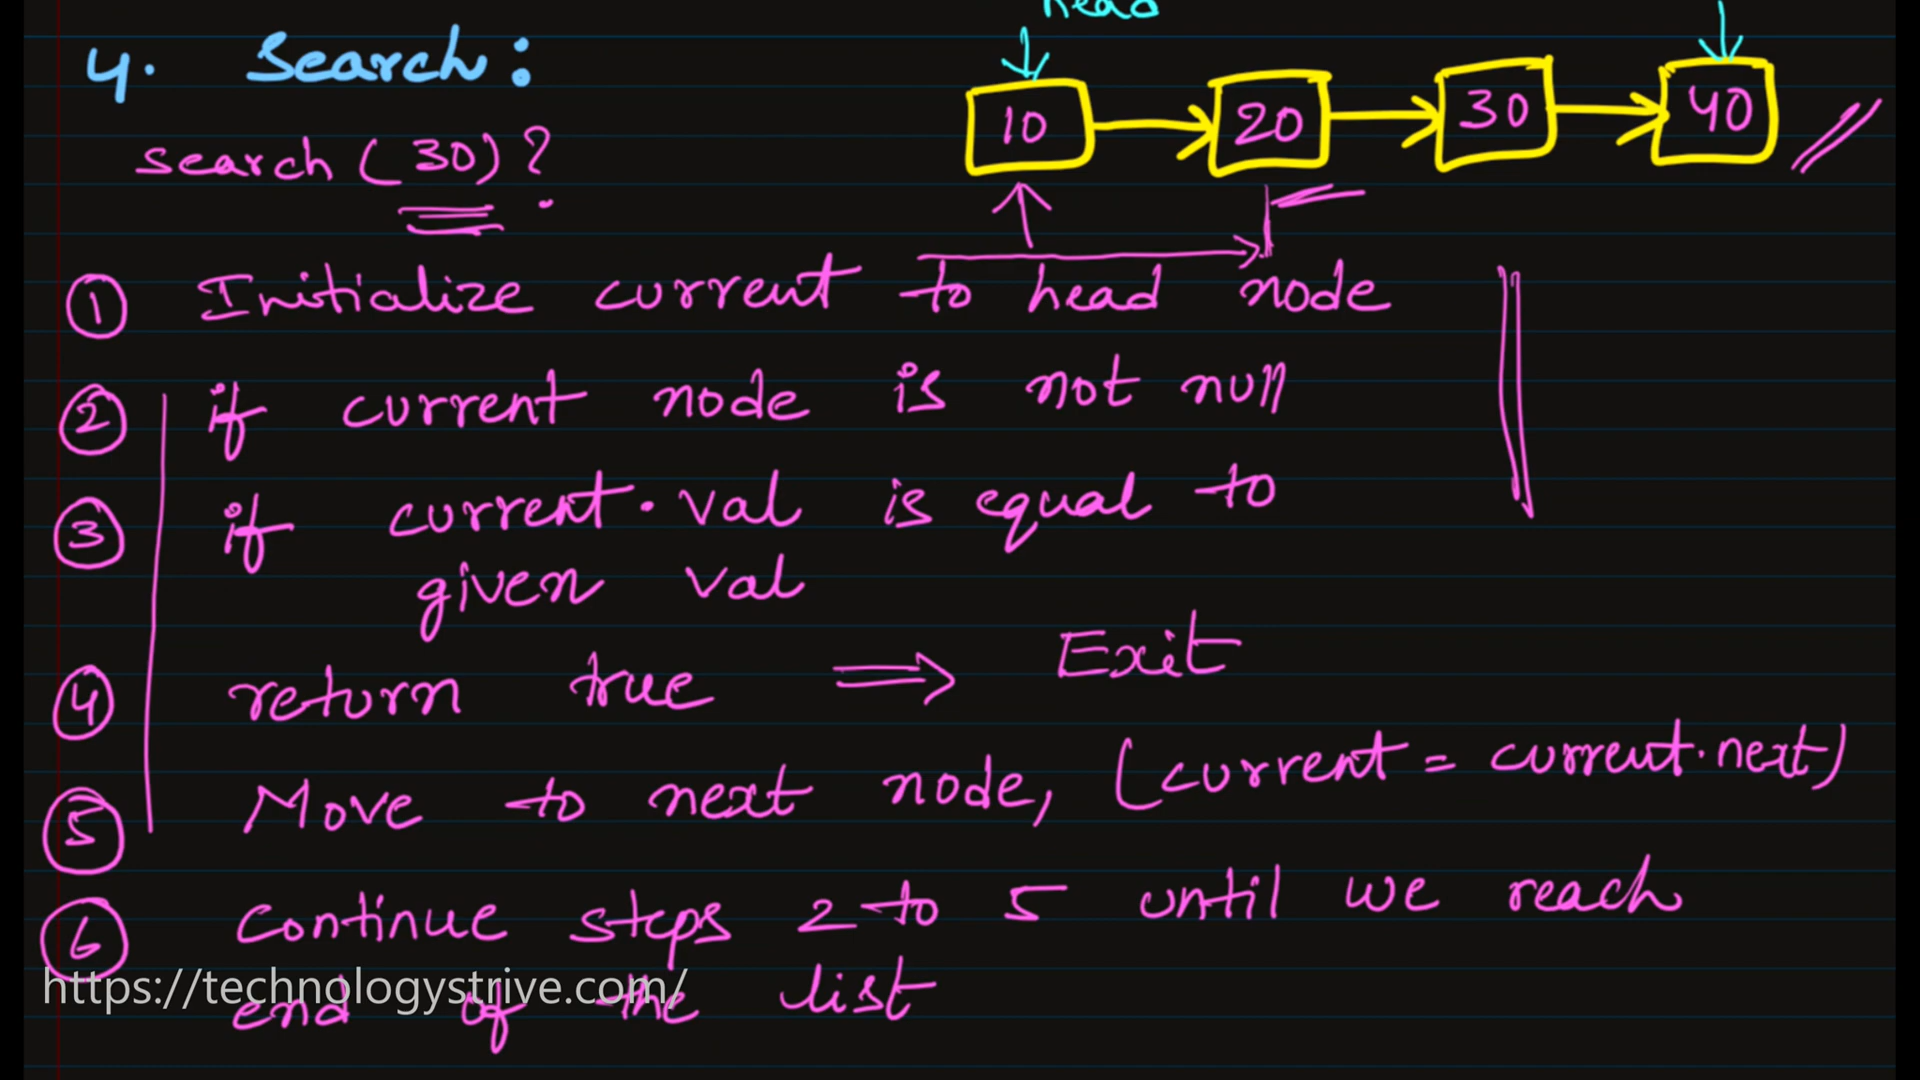 head
4. Search:
10 20 30 40
search (30)?
1 Initialize current to head node
2 if current node is not null
3 if current.val is equal to
given val
4 return true ⇒ Exit
5 Move to next node, (current = current.next)
6 continue steps 2 to 5 until we reach
https://technologystrive.com/
end of the list